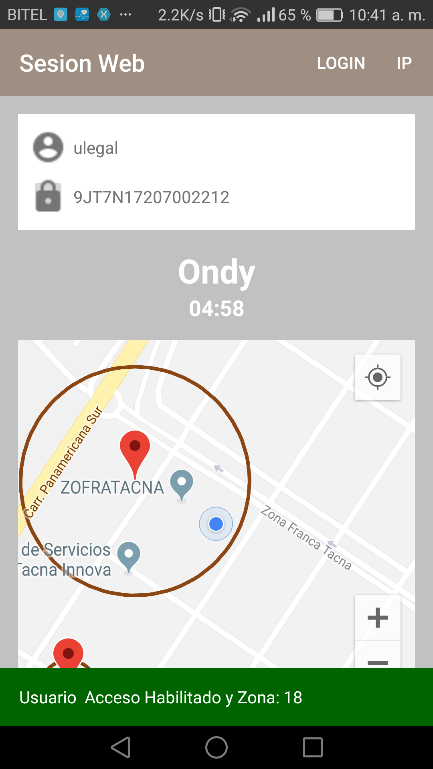 BITEL ... 2.2K/s 65 % 10:41 a. m.
Sesion Web LOGIN IP
ulegal
9JT7N17207002212
Ondy
04:58
Carr. Panamericana Sur
ZOFRATACNA
Zona Franca Tacna
de Servicios
Tacna Innova
Usuario Acceso Habilitado y Zona: 18